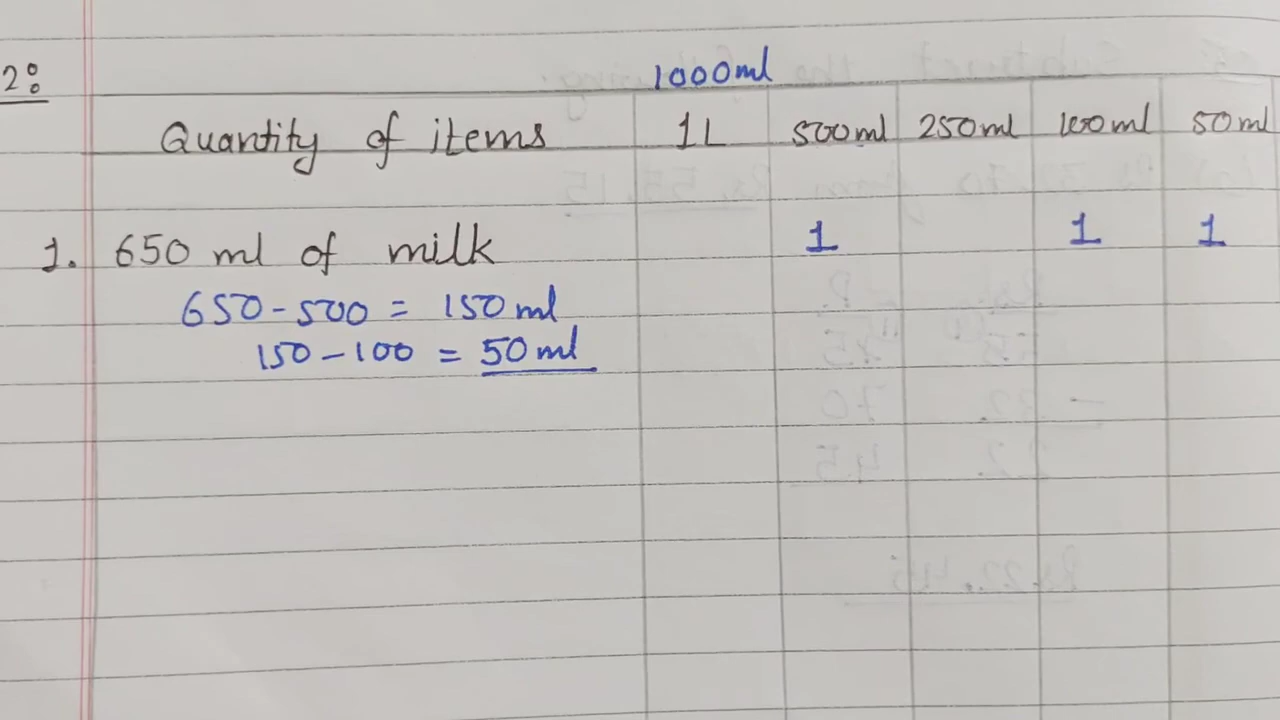 2:
1000ml
Quantity of items 1L 500ml 250ml 100ml 50ml
1. 650 ml of milk 1 1 1
650-500 = 150ml
150-100 = 50ml